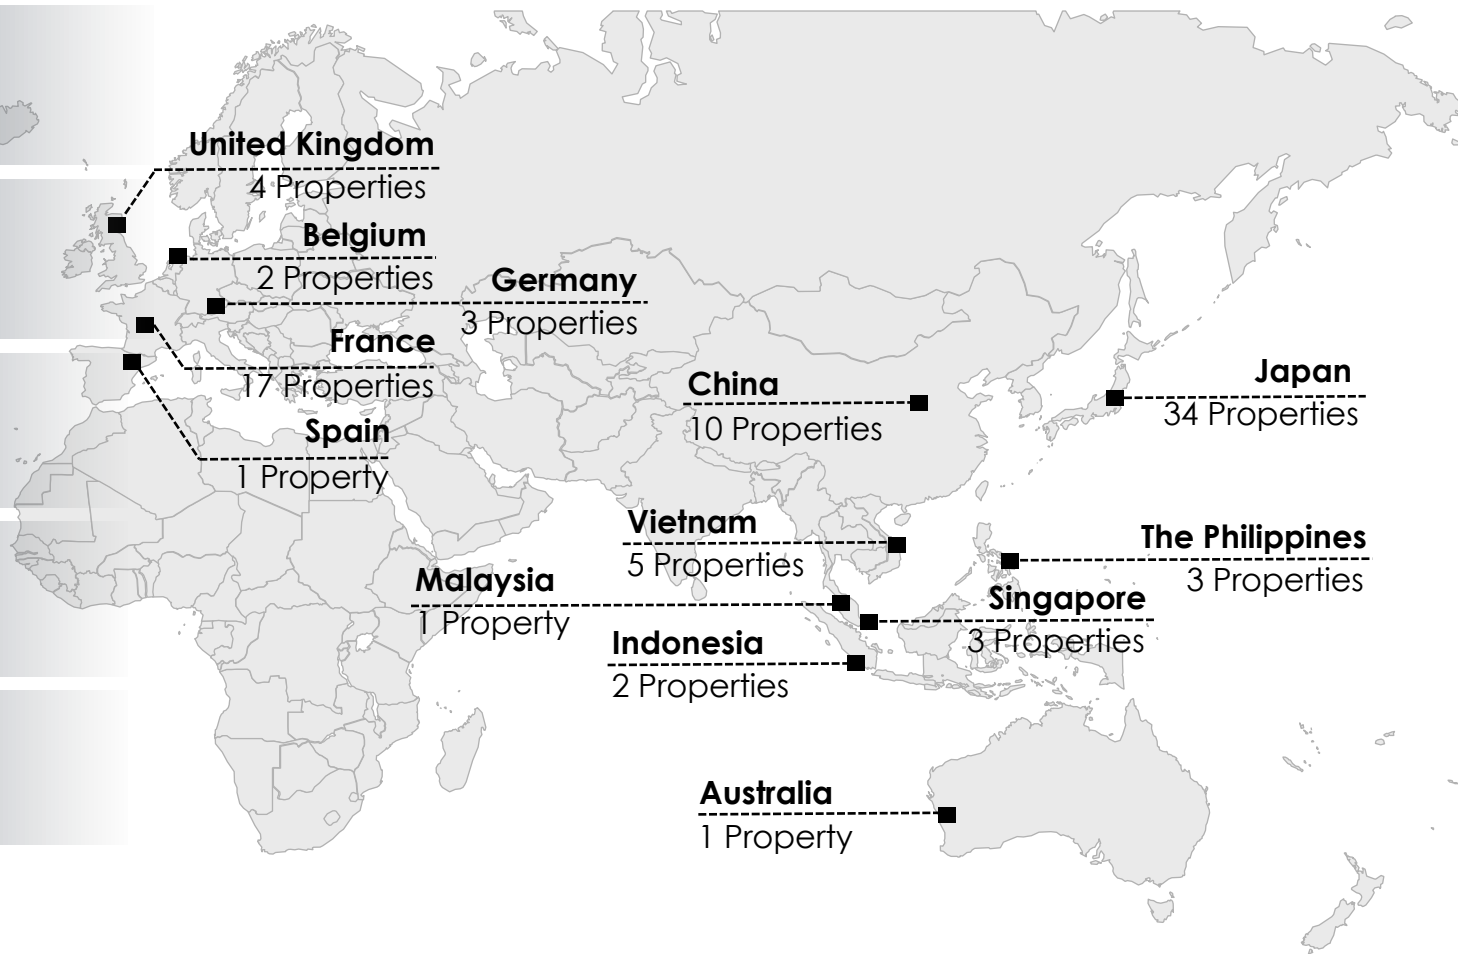 United Kingdom
4 Properties
Belgium
2 Properties
Germany
3 Properties
France
17 Properties
Spain
1 Property
China
10 Properties
Japan
34 Properties
Vietnam
5 Properties
The Philippines
3 Properties
Malaysia
1 Property
Singapore
3 Properties
Indonesia
2 Properties
Australia
1 Property